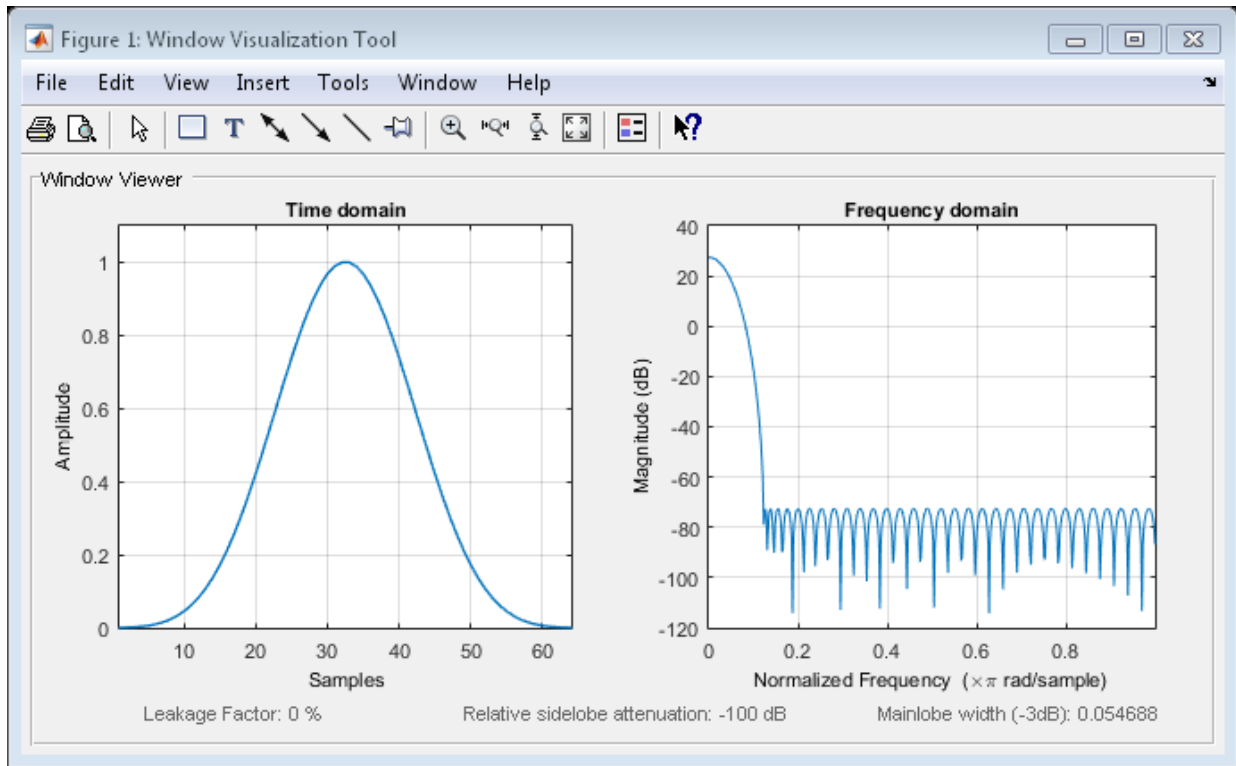 Figure 1: Window Visualization Tool
File Edit View Insert Tools Window Help
T
?
Window Viewer
Time domain
1
0.8
0.6
0.4
0.2
0
Amplitude
10 20 30 40 50 60
Samples
Frequency domain
40
20
0
-20
-40
-60
-80
-100
-120
Magnitude (dB)
0 0.2 0.4 0.6 0.8
Normalized Frequency (×π rad/sample)
Leakage Factor: 0 % Relative sidelobe attenuation: -100 dB Mainlobe width (-3dB): 0.054688